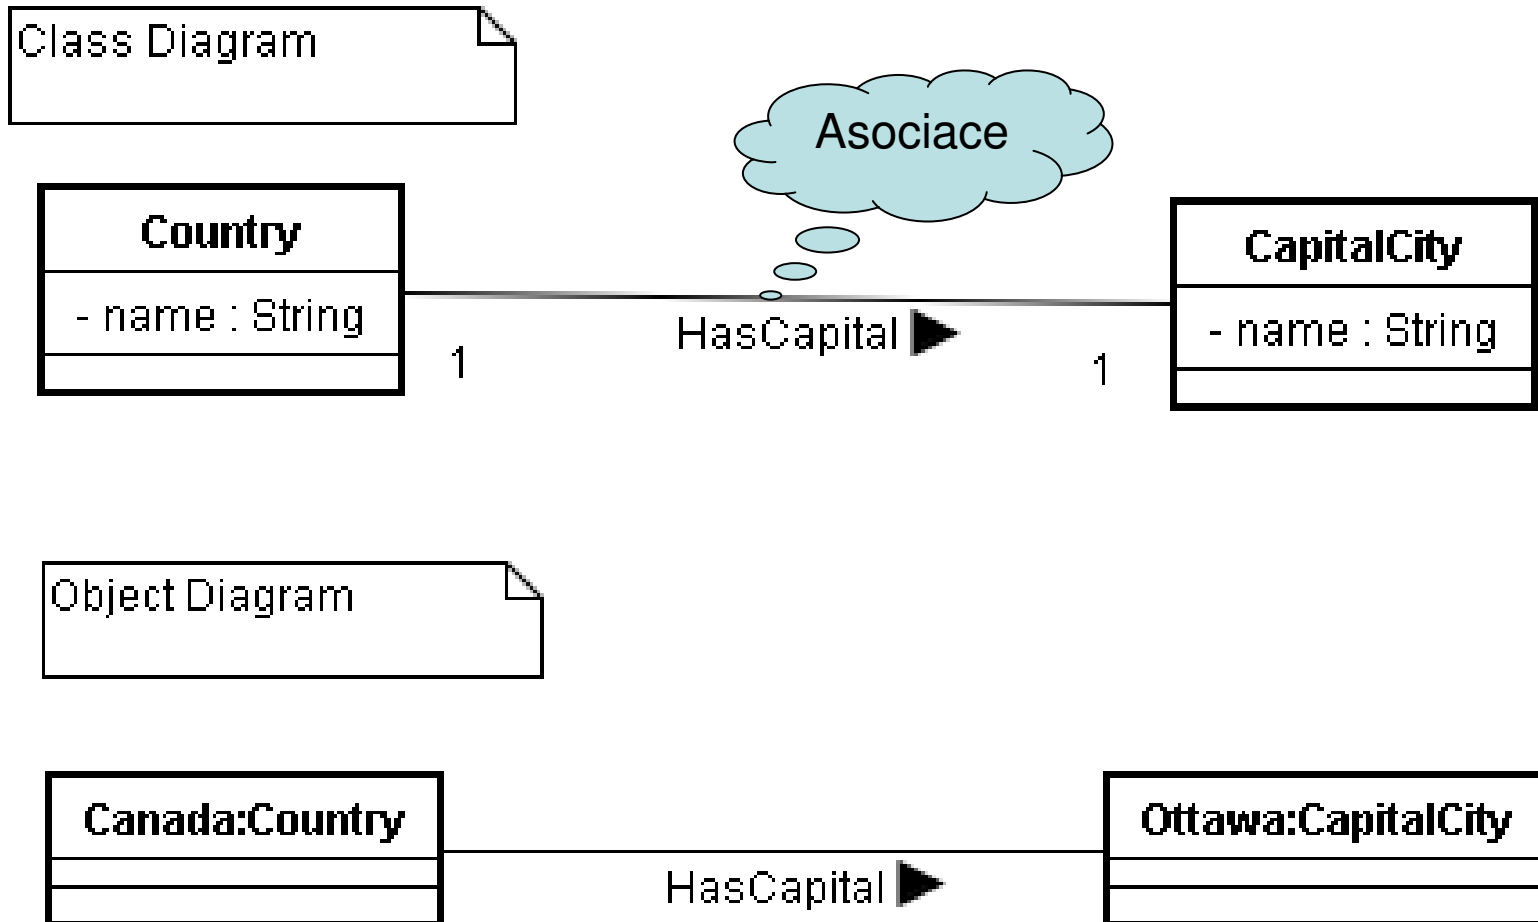 Class Diagram
Asociace
Country
- name : String
CapitalCity
- name : String
HasCapital
1
1
Object Diagram
Canada:Country
Ottawa:CapitalCity
HasCapital